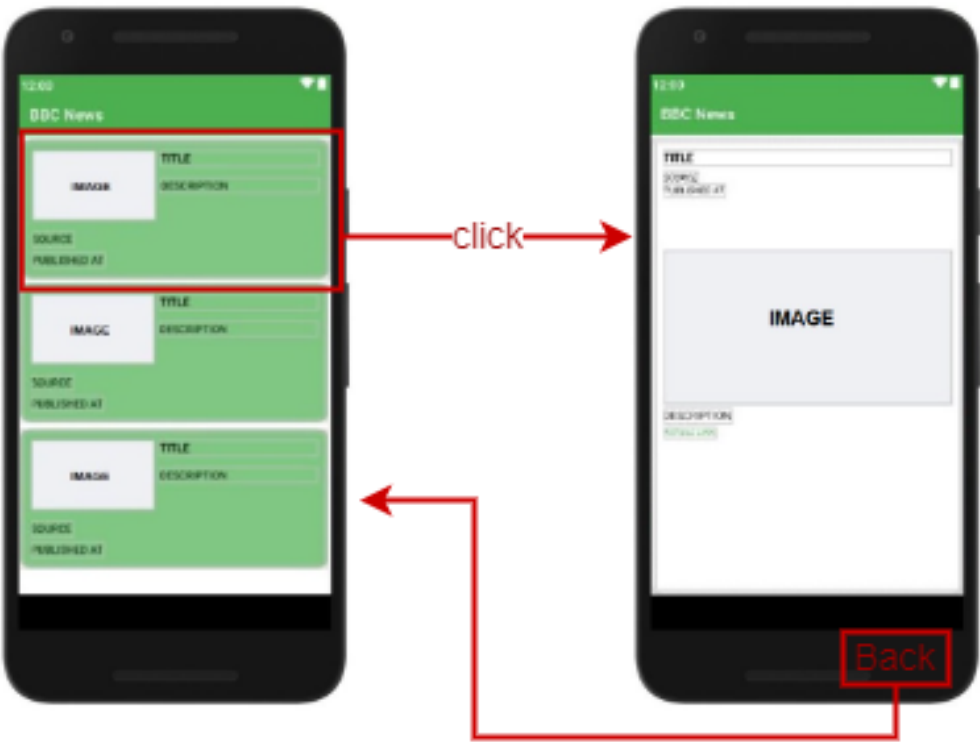 12:00
BBC News
TITLE
IMAGE
DESCRIPTION
SOURCE
PUBLISHED AT
TITLE
IMAGE
DESCRIPTION
SOURCE
PUBLISHED AT
TITLE
IMAGE
DESCRIPTION
SOURCE
PUBLISHED AT
click
12:00
BBC News
TITLE
SOURCE
PUBLISHED AT
IMAGE
DESCRIPTION
Back